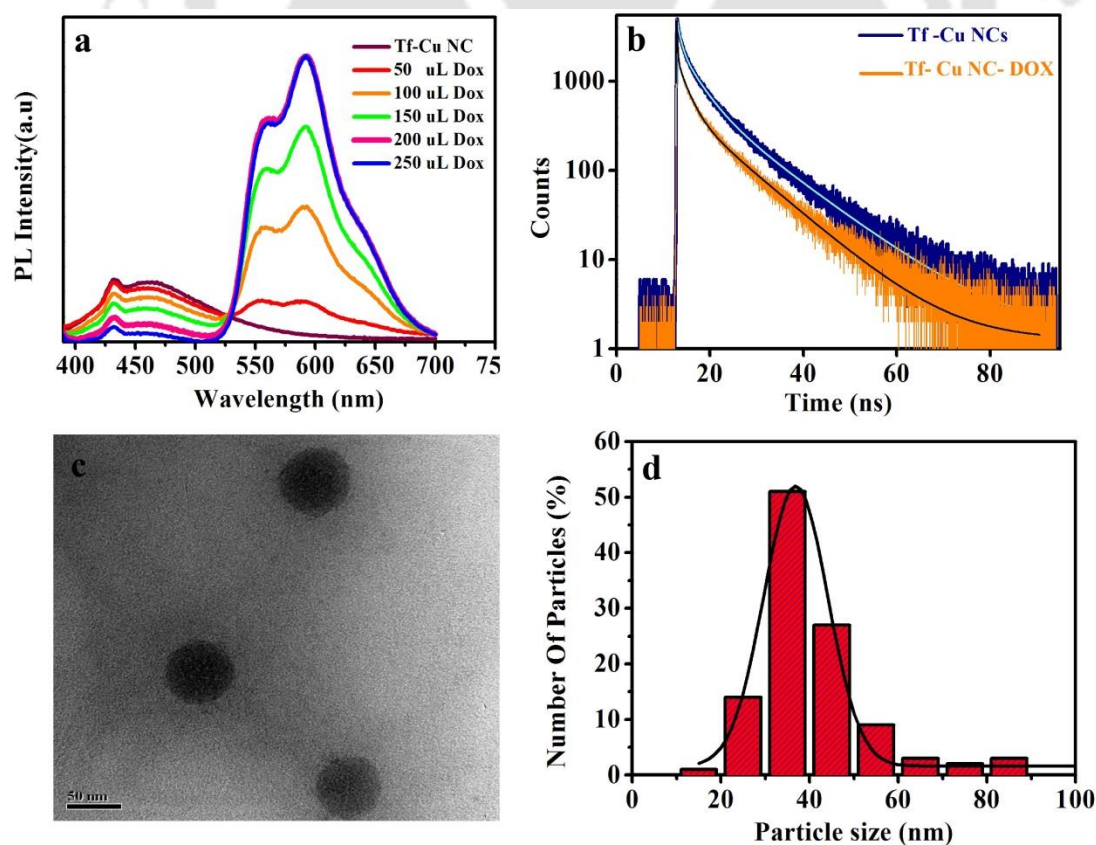 a
Tf-Cu NC
50 uL Dox
100 uL Dox
150 uL Dox
200 uL Dox
250 uL Dox
PL Intensity(a.u)
400 450 500 550 600 650 700 75
Wavelength (nm)
b
Tf -Cu NCs
Tf- Cu NC- DOX
1000
100
10
1
Counts
0 20 40 60 80
Time (ns)
c
50 nm
d
60
50
40
30
20
10
0
Number Of Particles (%)
0 20 40 60 80 100
Particle size (nm)